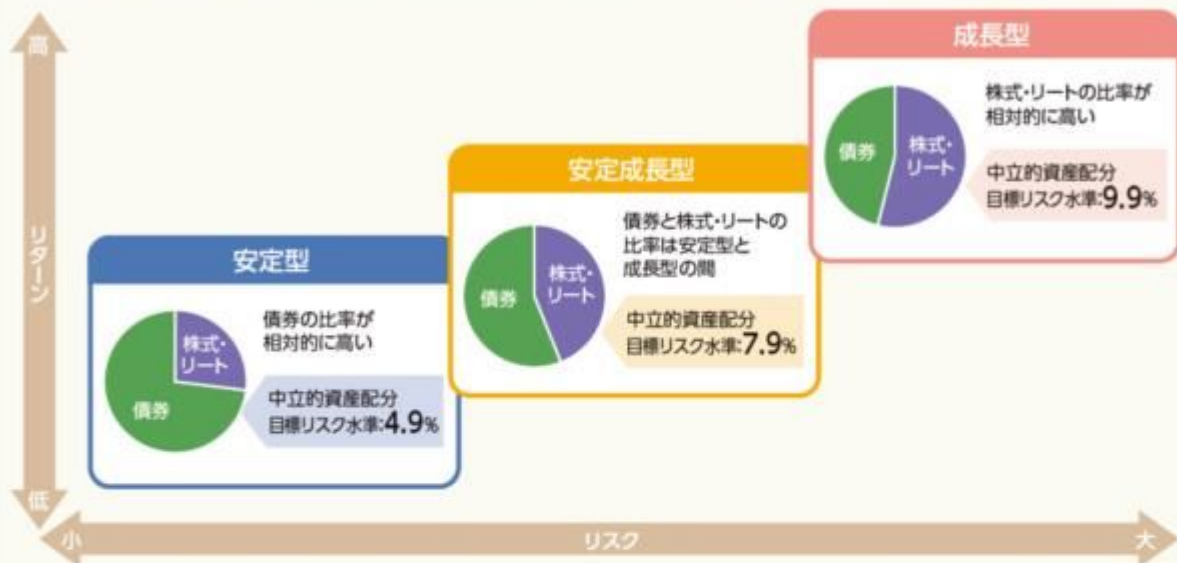 高
リターン
低
小
リスク
大
安定型
株式・
リート
債券
債券の比率が
相対的に高い
中立的資産配分
目標リスク水準:4.9%
安定成長型
債券
株式・
リート
債券と株式・リートの
比率は安定型と
成長型の間
中立的資産配分
目標リスク水準:7.9%
成長型
債券
株式・
リート
株式・リートの比率が
相対的に高い
中立的資産配分
目標リスク水準:9.9%